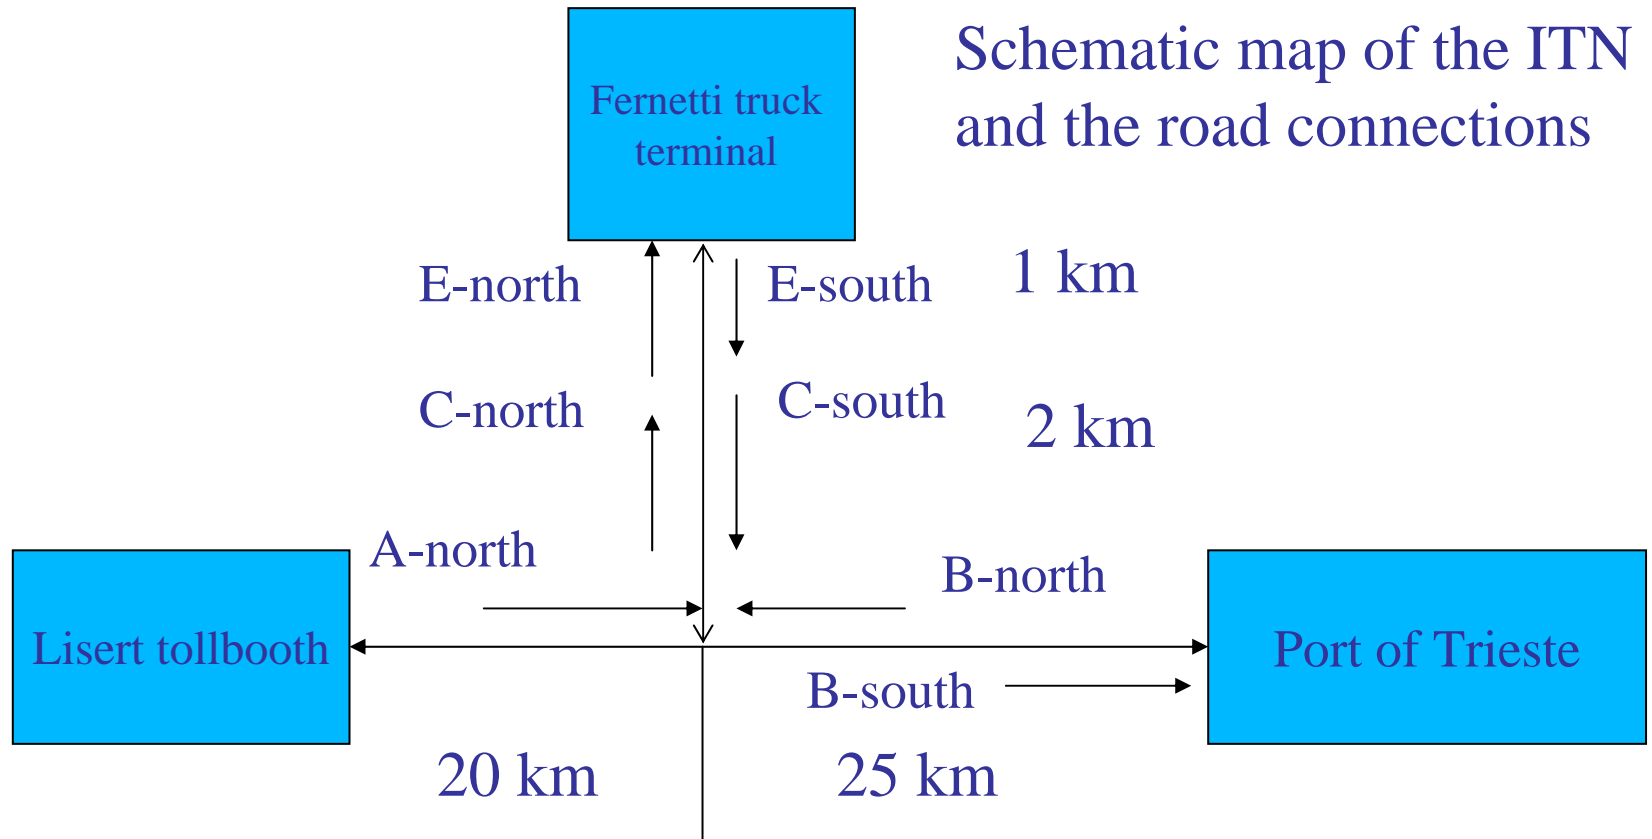 Schematic map of the ITN
and the road connections
Fernetti truck
terminal
E-north
E-south
1 km
C-north
C-south
2 km
A-north
B-north
Lisert tollbooth
Port of Trieste
B-south
20 km
25 km